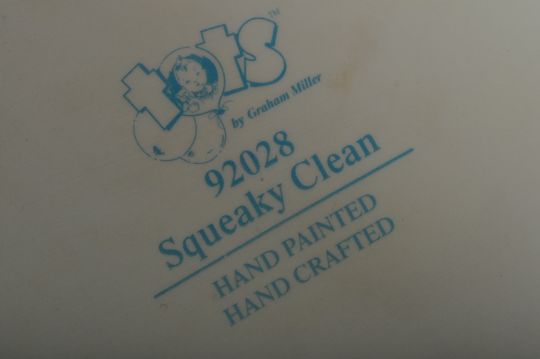 tots™
by Graham Miller
92028
Squeaky Clean
HAND PAINTED
HAND CRAFTED